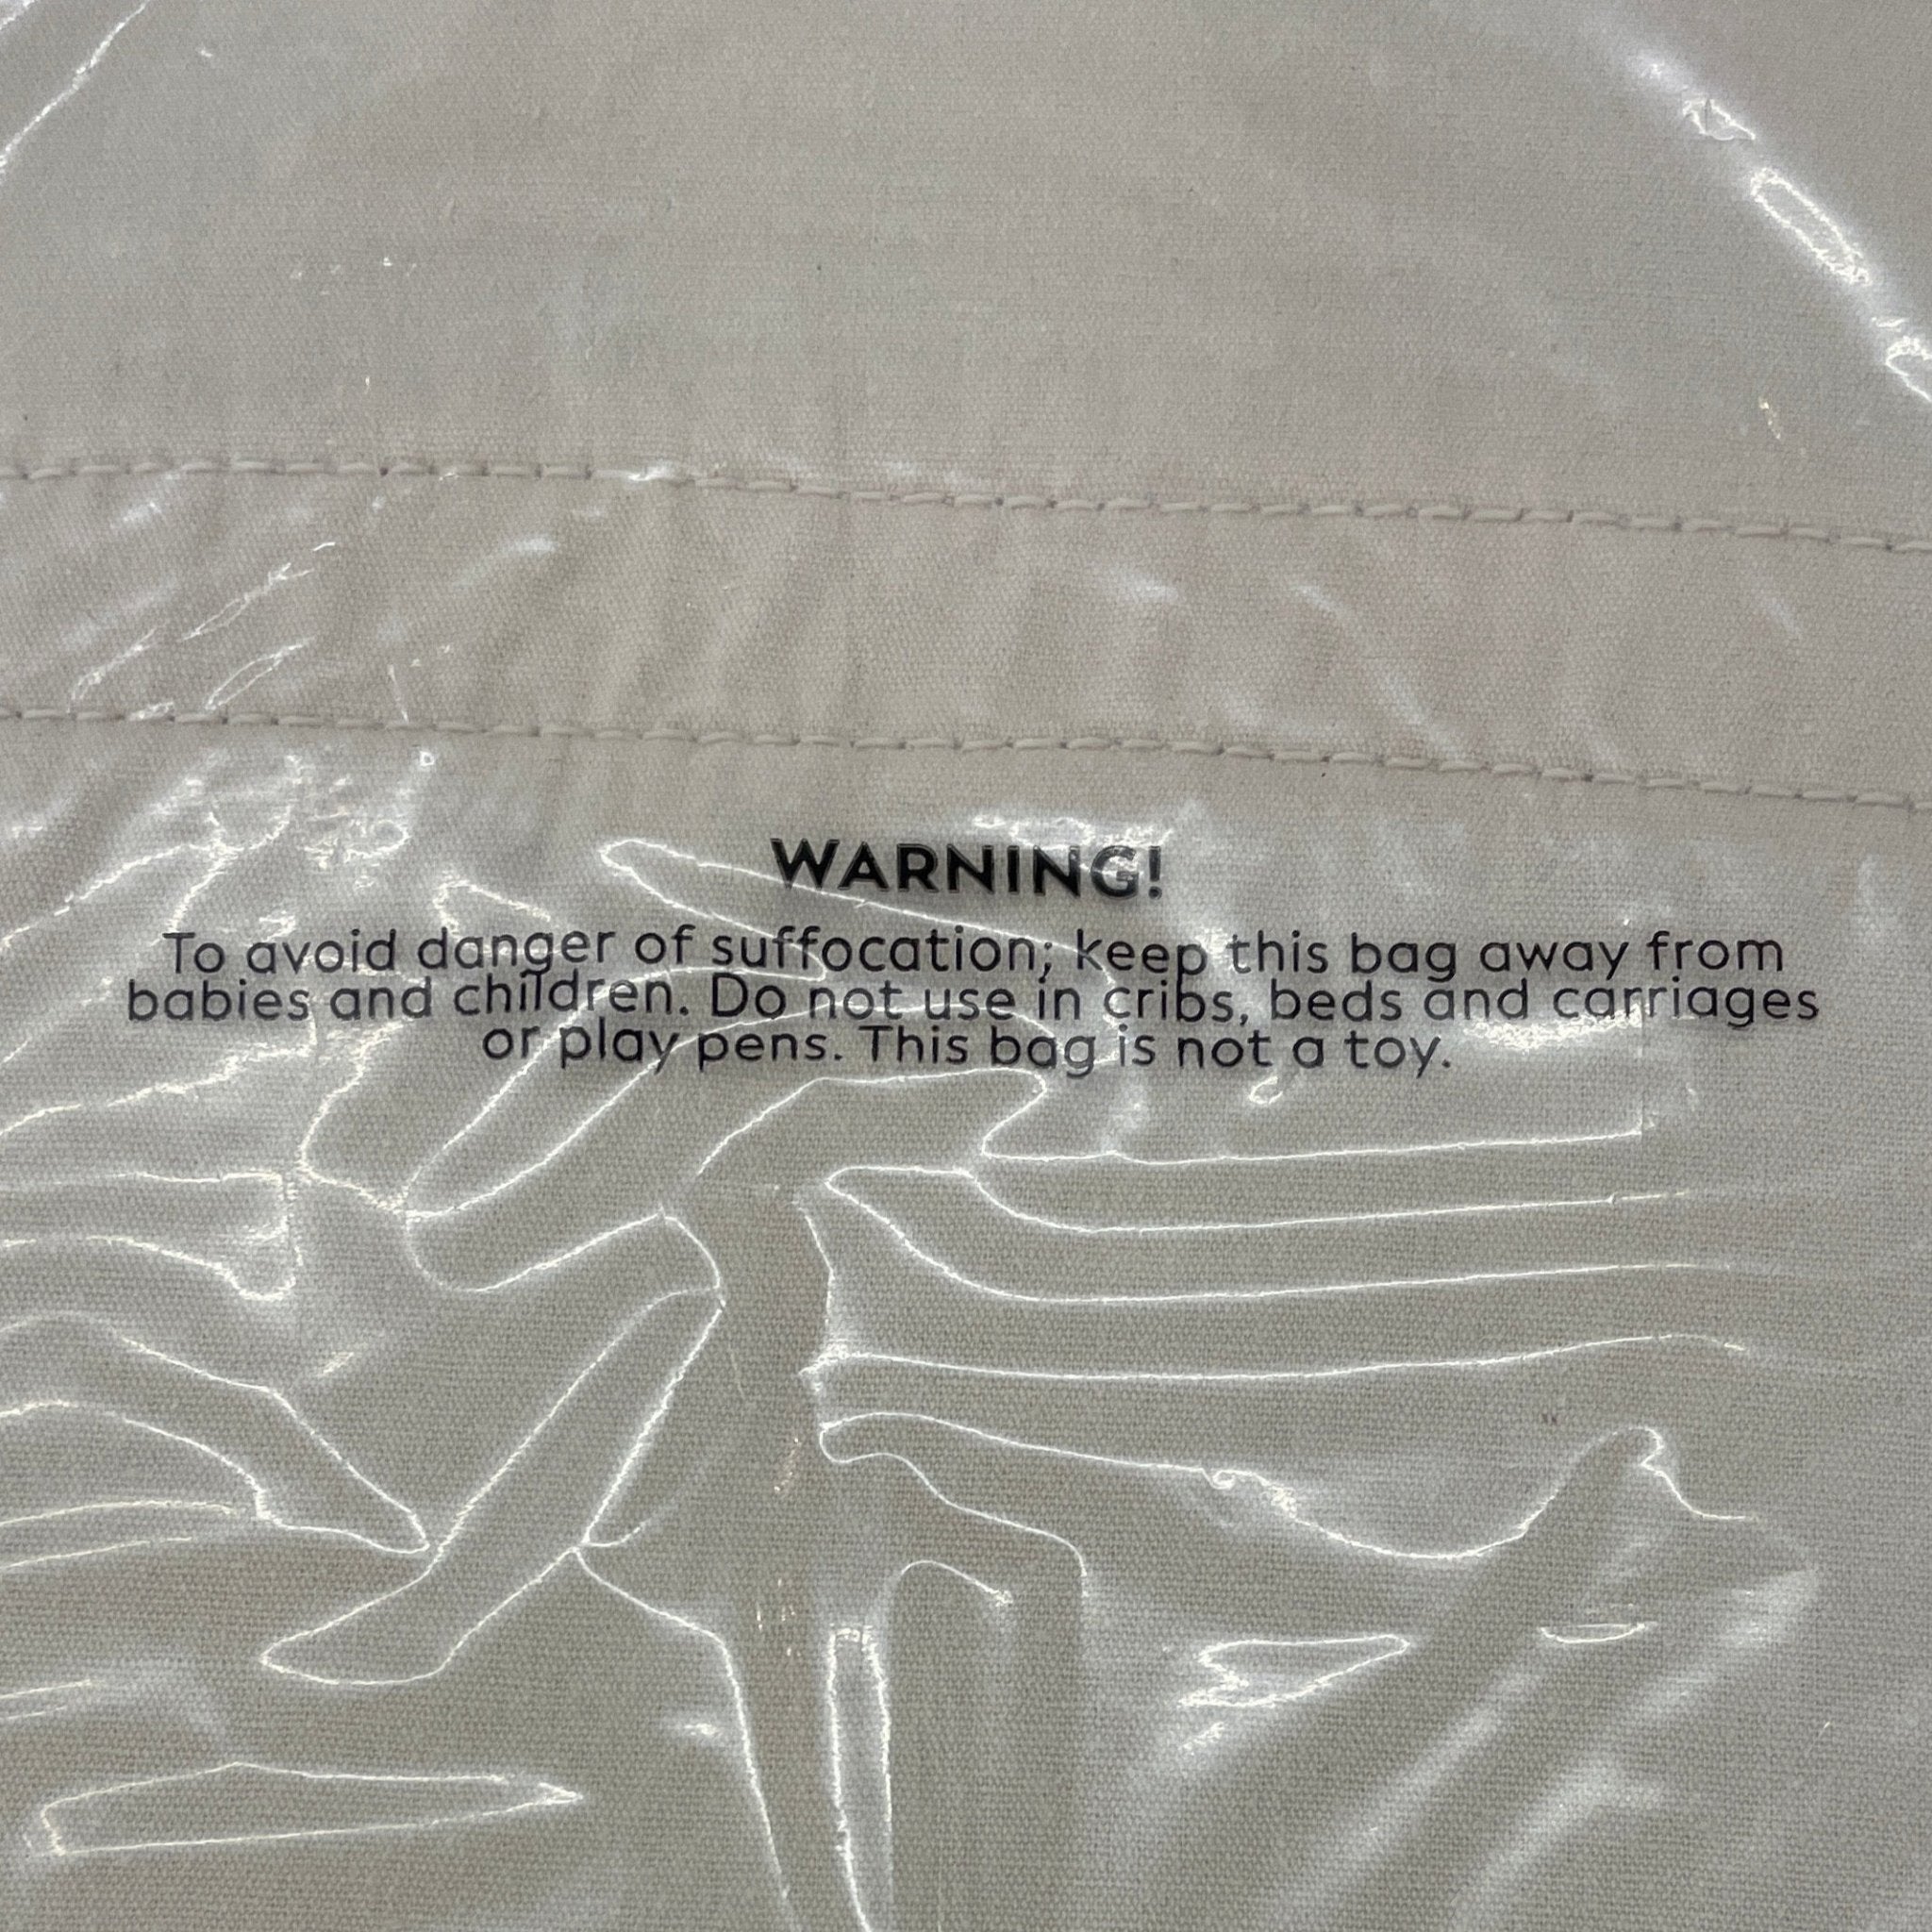 WARNING!
To avoid danger of suffocation; keep this bag away from
babies and children. Do not use in cribs, beds and carriages
or play pens. This bag is not a toy.